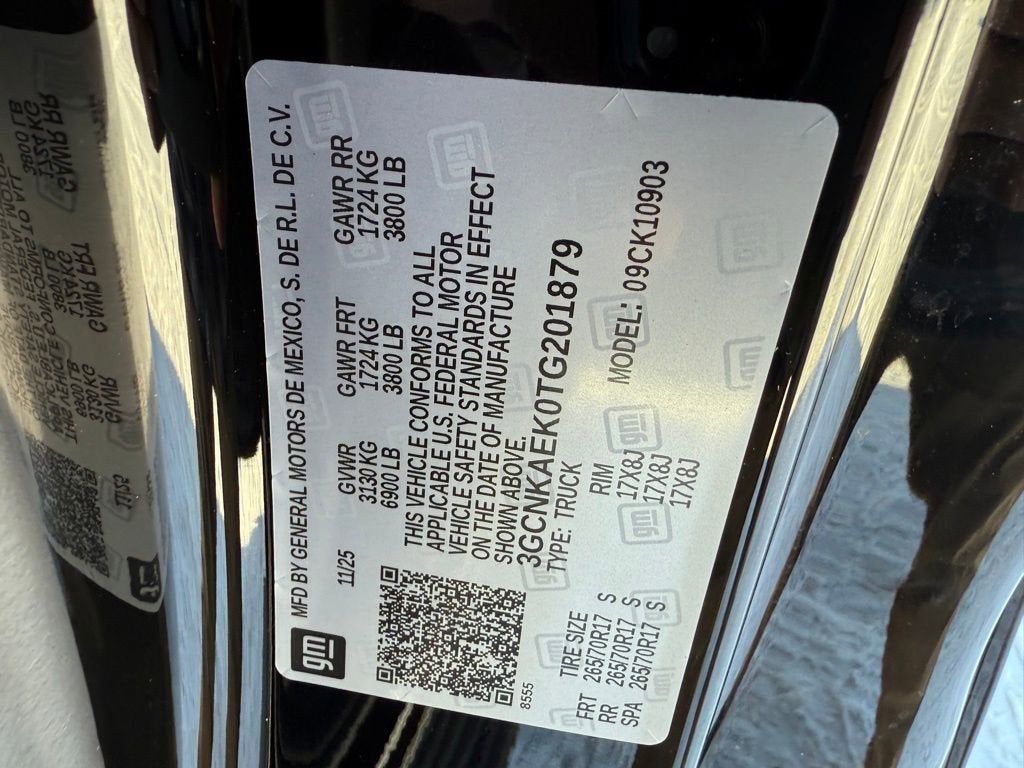 gm MFD BY GENERAL MOTORS DE MEXICO, S. DE R.L. DE C.V.
11/25 GVWR GAWR FRT GAWR RR
3130 KG 1724 KG 1724 KG
6900 LB 3800 LB 3800 LB
THIS VEHICLE CONFORMS TO ALL
APPLICABLE U.S. FEDERAL MOTOR
VEHICLE SAFETY STANDARDS IN EFFECT
ON THE DATE OF MANUFACTURE
SHOWN ABOVE.
3GCNKAEK0TG201879
8555
TYPE: TRUCK MODEL: 09CK10903
TIRE SIZE RIM
FRT 265/70R17 S 17X8J
RR 265/70R17 S 17X8J
SPA 265/70R17 S 17X8J